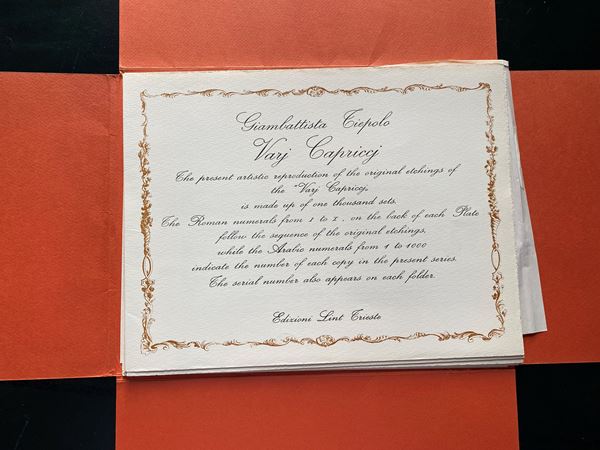 Giambattista Tiepolo
Varj Capriccj
The present artistic reproduction of the original etchings of
the "Varj Capriccj„
is made up of one thousand sets.
The Roman numerals from I to X, on the back of each Plate
follow the sequence of the original etchings,
while the Arabic numerals from 1 to 1000
indicate the number of each copy in the present series.
The serial number also appears on each folder.
Edizioni Lint Trieste